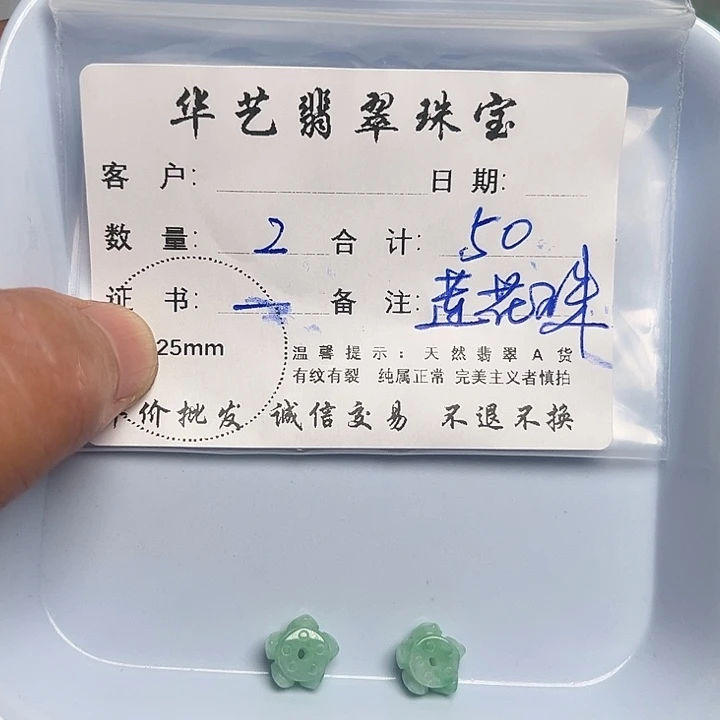 华艺翡翠珠宝
客 户： 日 期：
数 量： 2 合 计： 50
证 书： 一 备 注： 莲花珠
25mm
温馨提示：天然翡翠A货
有纹有裂 纯属正常 完美主义者慎拍
价批发 诚信交易 不退不换